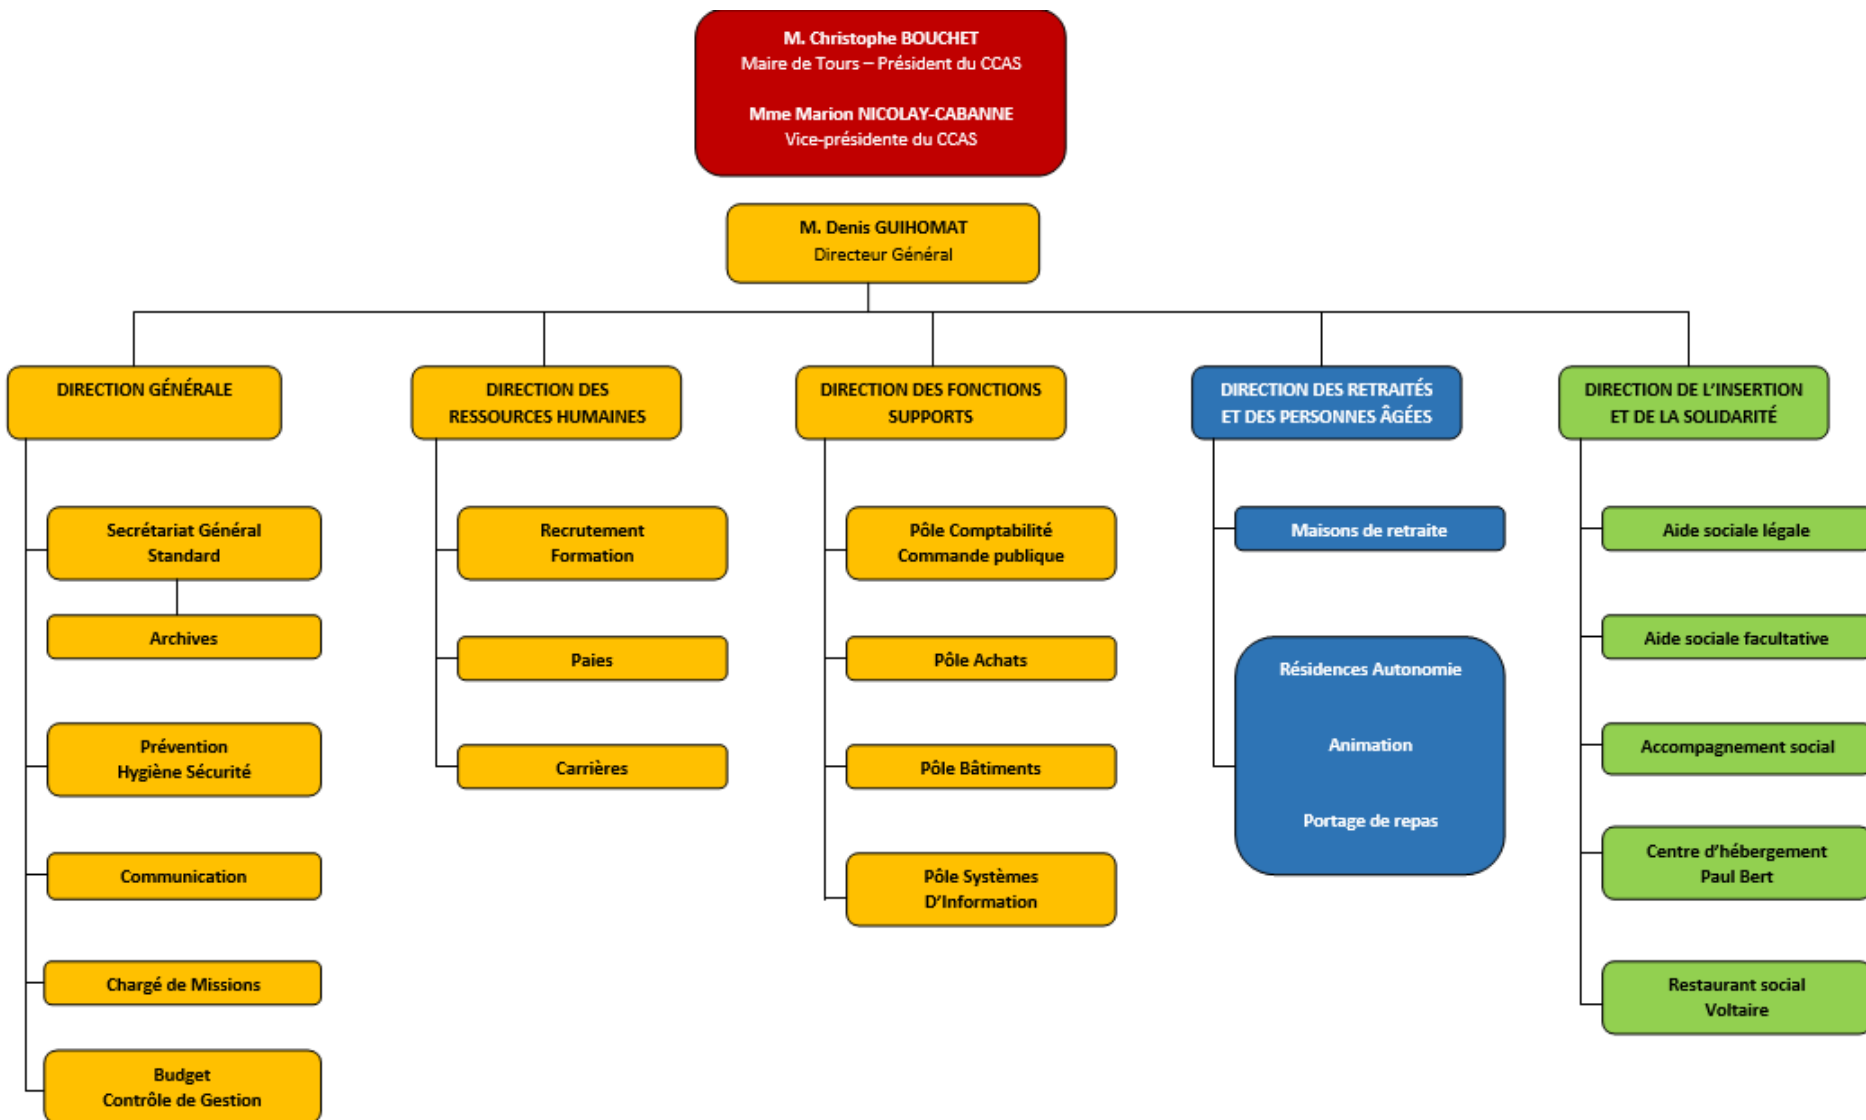 M. Christophe BOUCHET
Maire de Tours – Président du CCAS
Mme Marion NICOLAY-CABANNE
Vice-présidente du CCAS
M. Denis GUIHOMAT
Directeur Général
DIRECTION GÉNÉRALE
Secrétariat Général
Standard
Archives
Prévention
Hygiène Sécurité
Communication
Chargé de Missions
Budget
Contrôle de Gestion
DIRECTION DES
RESSOURCES HUMAINES
Recrutement
Formation
Paies
Carrières
DIRECTION DES FONCTIONS
SUPPORTS
Pôle Comptabilité
Commande publique
Pôle Achats
Pôle Bâtiments
Pôle Systèmes
D’Information
DIRECTION DES RETRAITÉS
ET DES PERSONNES ÂGÉES
Maisons de retraite
Résidences Autonomie
Animation
Portage de repas
DIRECTION DE L’INSERTION
ET DE LA SOLIDARITÉ
Aide sociale légale
Aide sociale facultative
Accompagnement social
Centre d’hébergement
Paul Bert
Restaurant social
Voltaire